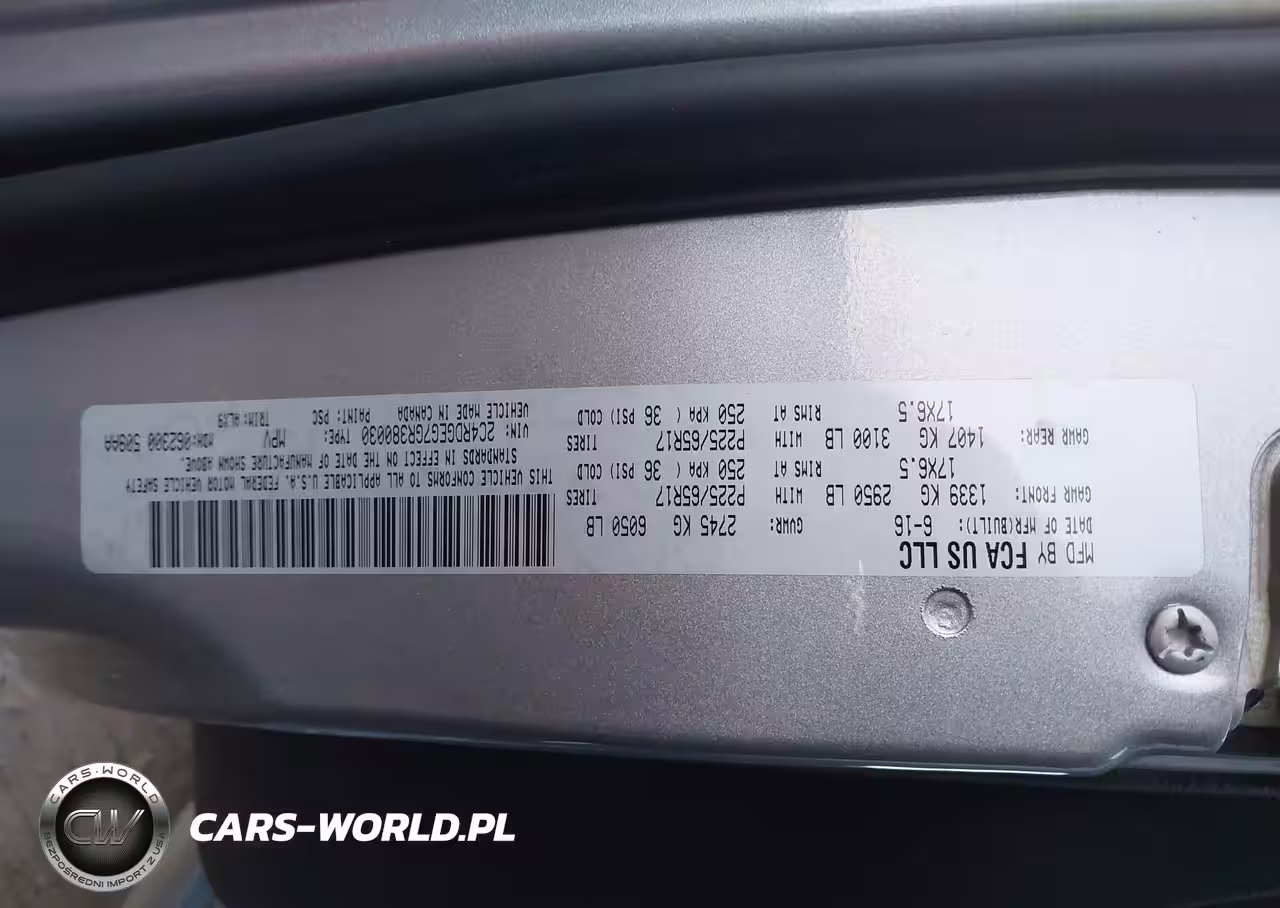 MFD BY FCA US LLC
DATE OF MFR(BUILT): 6-16 GVWR: 2745 KG 6050 LB
GAWR FRONT: 1339 KG 2950 LB WITH P225/65R17 TIRES
17X6.5 RIMS AT 250 KPA ( 36 PSI) COLD
GAWR REAR: 1407 KG 3100 LB WITH P225/65R17 TIRES
17X6.5 RIMS AT 250 KPA ( 36 PSI) COLD
THIS VEHICLE CONFORMS TO ALL APPLICABLE U.S.A. FEDERAL MOTOR VEHICLE SAFETY
STANDARDS IN EFFECT ON THE DATE OF MANUFACTURE SHOWN ABOVE.
VIN: 2C4RDGEG7GR380030 TYPE: MPV MDH:062300 509AA
VEHICLE MADE IN CANADA PAINT: PSC TRIM:ALX9
CARS-WORLD
CW
BEZPOŚREDNI IMPORT Z USA
CARS-WORLD.PL